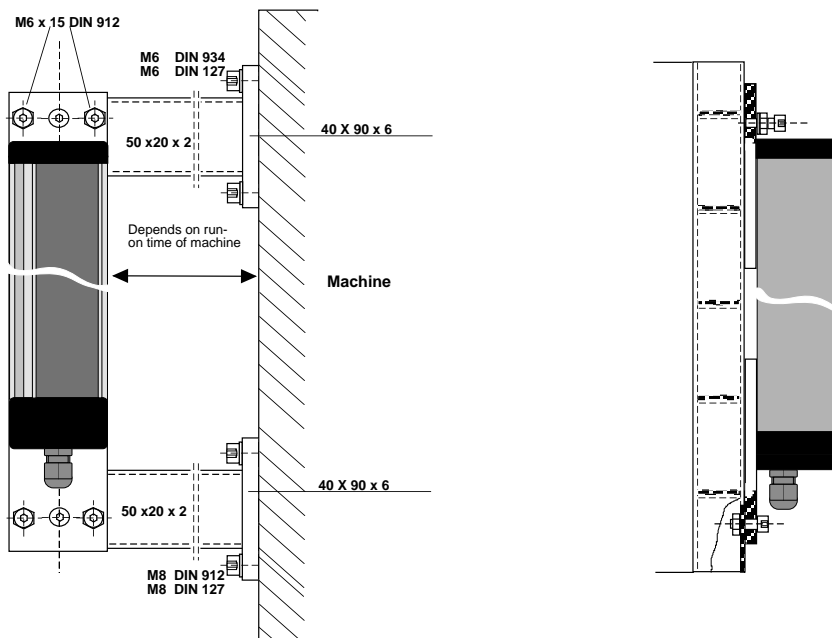 M6 x 15 DIN 912
M6 DIN 934
M6 DIN 127
50 x20 x 2
40 X 90 x 6
Depends on run-
on time of machine
Machine
40 X 90 x 6
50 x20 x 2
M8 DIN 912
M8 DIN 127